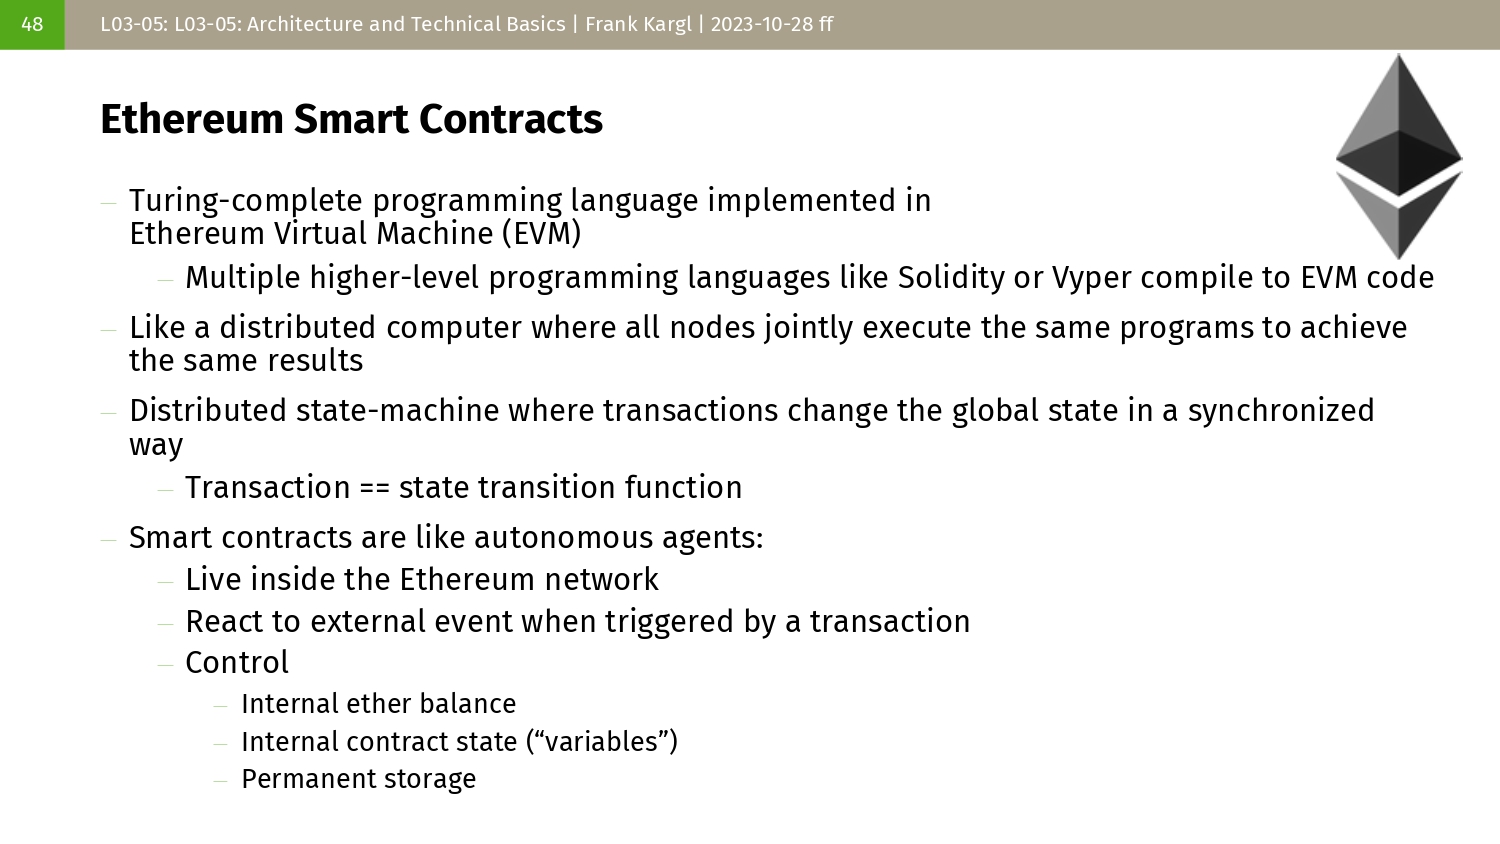 48
L03-05: L03-05: Architecture and Technical Basics | Frank Kargl | 2023-10-28 ff
Ethereum Smart Contracts
– Turing-complete programming language implemented in
Ethereum Virtual Machine (EVM)
– Multiple higher-level programming languages like Solidity or Vyper compile to EVM code
– Like a distributed computer where all nodes jointly execute the same programs to achieve
the same results
– Distributed state-machine where transactions change the global state in a synchronized
way
– Transaction == state transition function
– Smart contracts are like autonomous agents:
– Live inside the Ethereum network
– React to external event when triggered by a transaction
– Control
– Internal ether balance
– Internal contract state (“variables”)
– Permanent storage